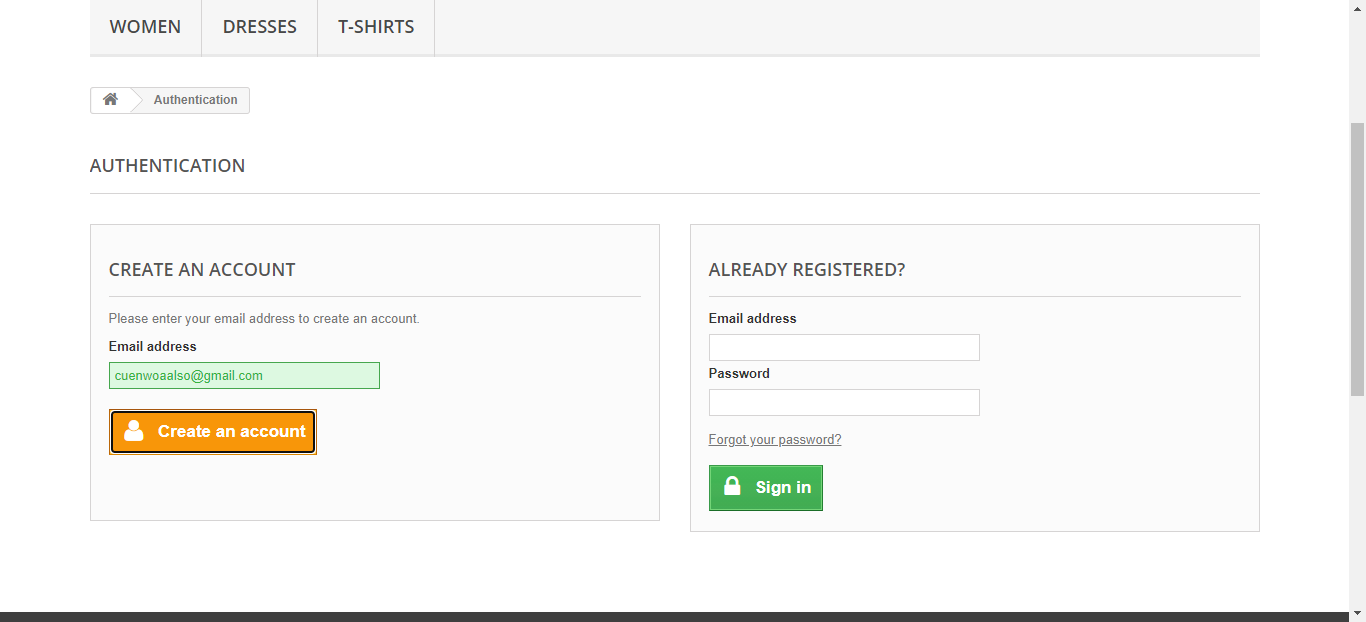 WOMEN DRESSES T-SHIRTS
Authentication
AUTHENTICATION
CREATE AN ACCOUNT
Please enter your email address to create an account.
Email address
cuenwoaalso@gmail.com
Create an account
ALREADY REGISTERED?
Email address
Password
Forgot your password?
Sign in